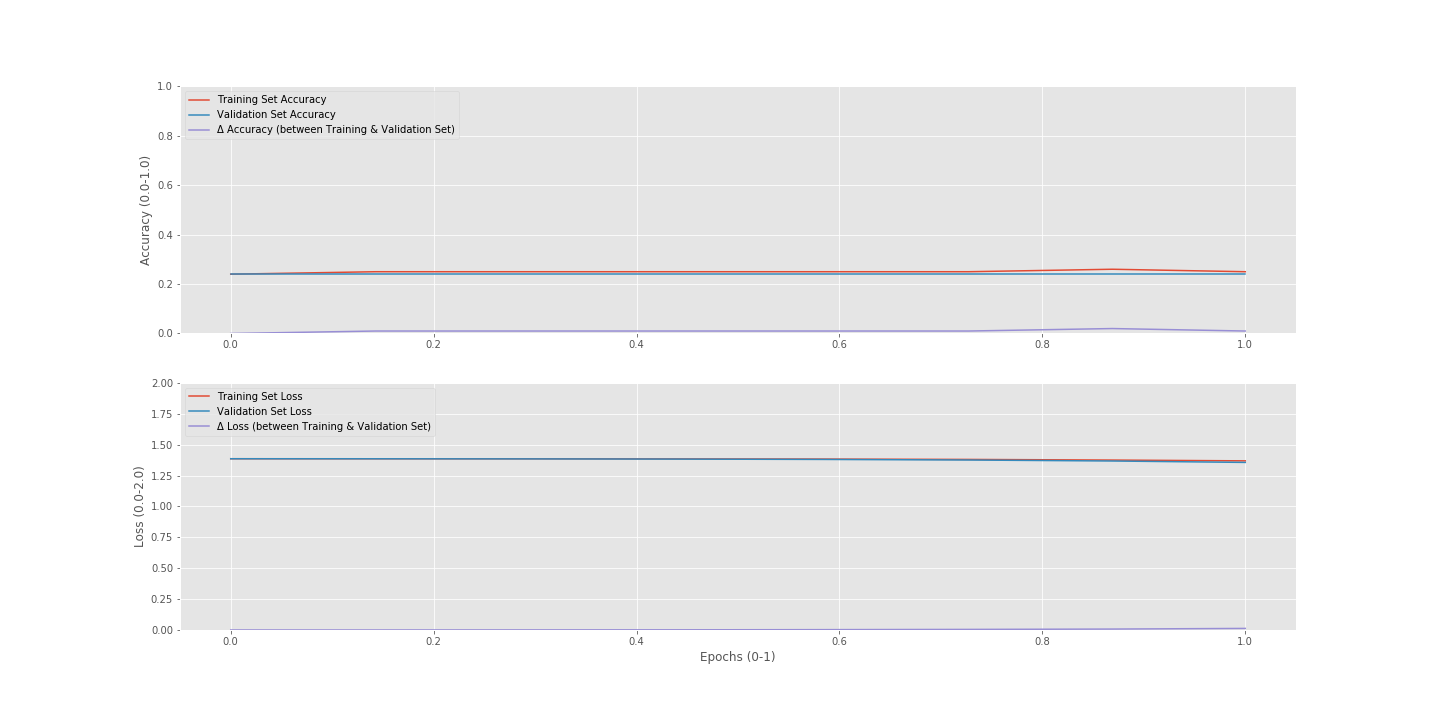 1.0
0.8
0.6
0.4
0.2
0.0
Accuracy (0.0-1.0)
Training Set Accuracy
Validation Set Accuracy
Δ Accuracy (between Training & Validation Set)
0.0 0.2 0.4 0.6 0.8 1.0
2.00
1.75
1.50
1.25
1.00
0.75
0.50
0.25
0.00
Loss (0.0-2.0)
Training Set Loss
Validation Set Loss
Δ Loss (between Training & Validation Set)
0.0 0.2 0.4 0.6 0.8 1.0
Epochs (0-1)